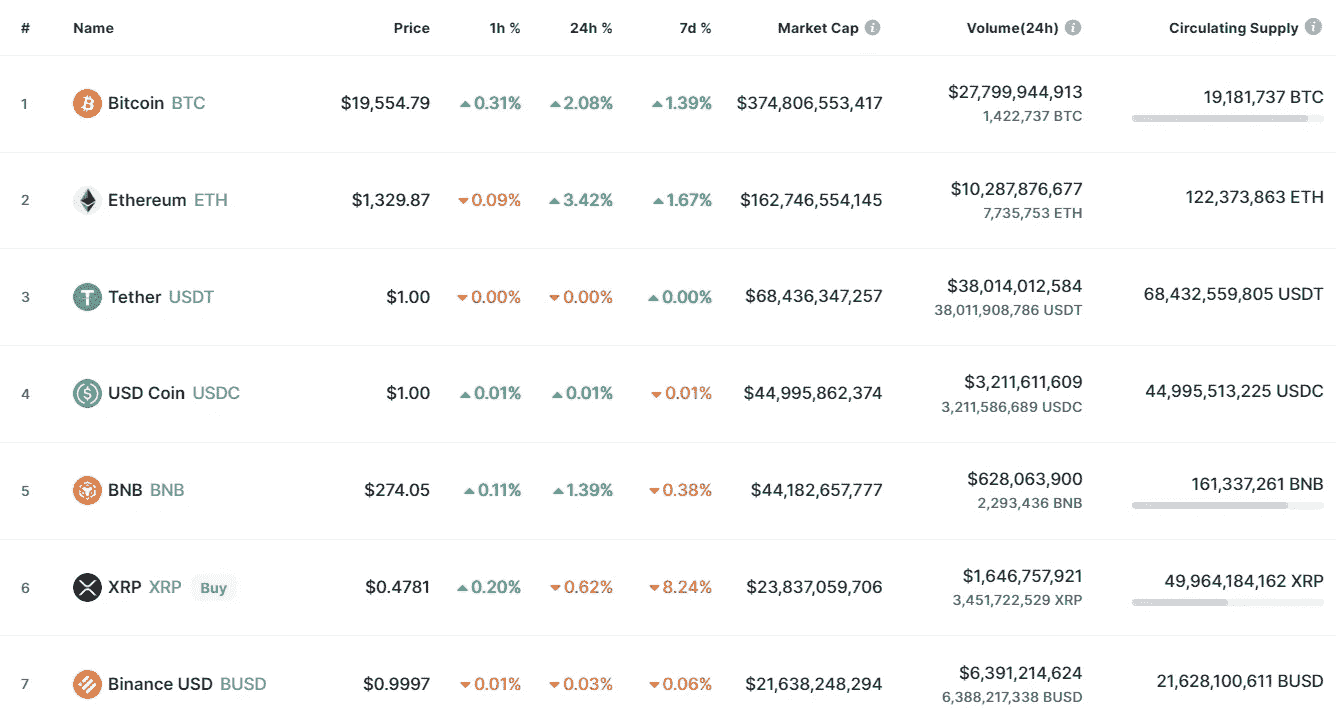 # Name Price 1h % 24h % 7d % Market Cap Volume(24h) Circulating Supply
1 Bitcoin BTC $19,554.79 0.31% 2.08% 1.39% $374,806,553,417 $27,799,944,913 19,181,737 BTC
1,422,737 BTC
2 Ethereum ETH $1,329.87 0.09% 3.42% 1.67% $162,746,554,145 $10,287,876,677 122,373,863 ETH
7,735,753 ETH
3 Tether USDT $1.00 0.00% 0.00% 0.00% $68,436,347,257 $38,014,012,584 68,432,559,805 USDT
38,011,908,786 USDT
4 USD Coin USDC $1.00 0.01% 0.01% 0.01% $44,995,862,374 $3,211,611,609 44,995,513,225 USDC
3,211,586,689 USDC
5 BNB BNB $274.05 0.11% 1.39% 0.38% $44,182,657,777 $628,063,900 161,337,261 BNB
2,293,436 BNB
6 XRP XRP Buy $0.4781 0.20% 0.62% 8.24% $23,837,059,706 $1,646,757,921 49,964,184,162 XRP
3,451,722,529 XRP
7 Binance USD BUSD $0.9997 0.01% 0.03% 0.06% $21,638,248,294 $6,391,214,624 21,628,100,611 BUSD
6,388,217,338 BUSD